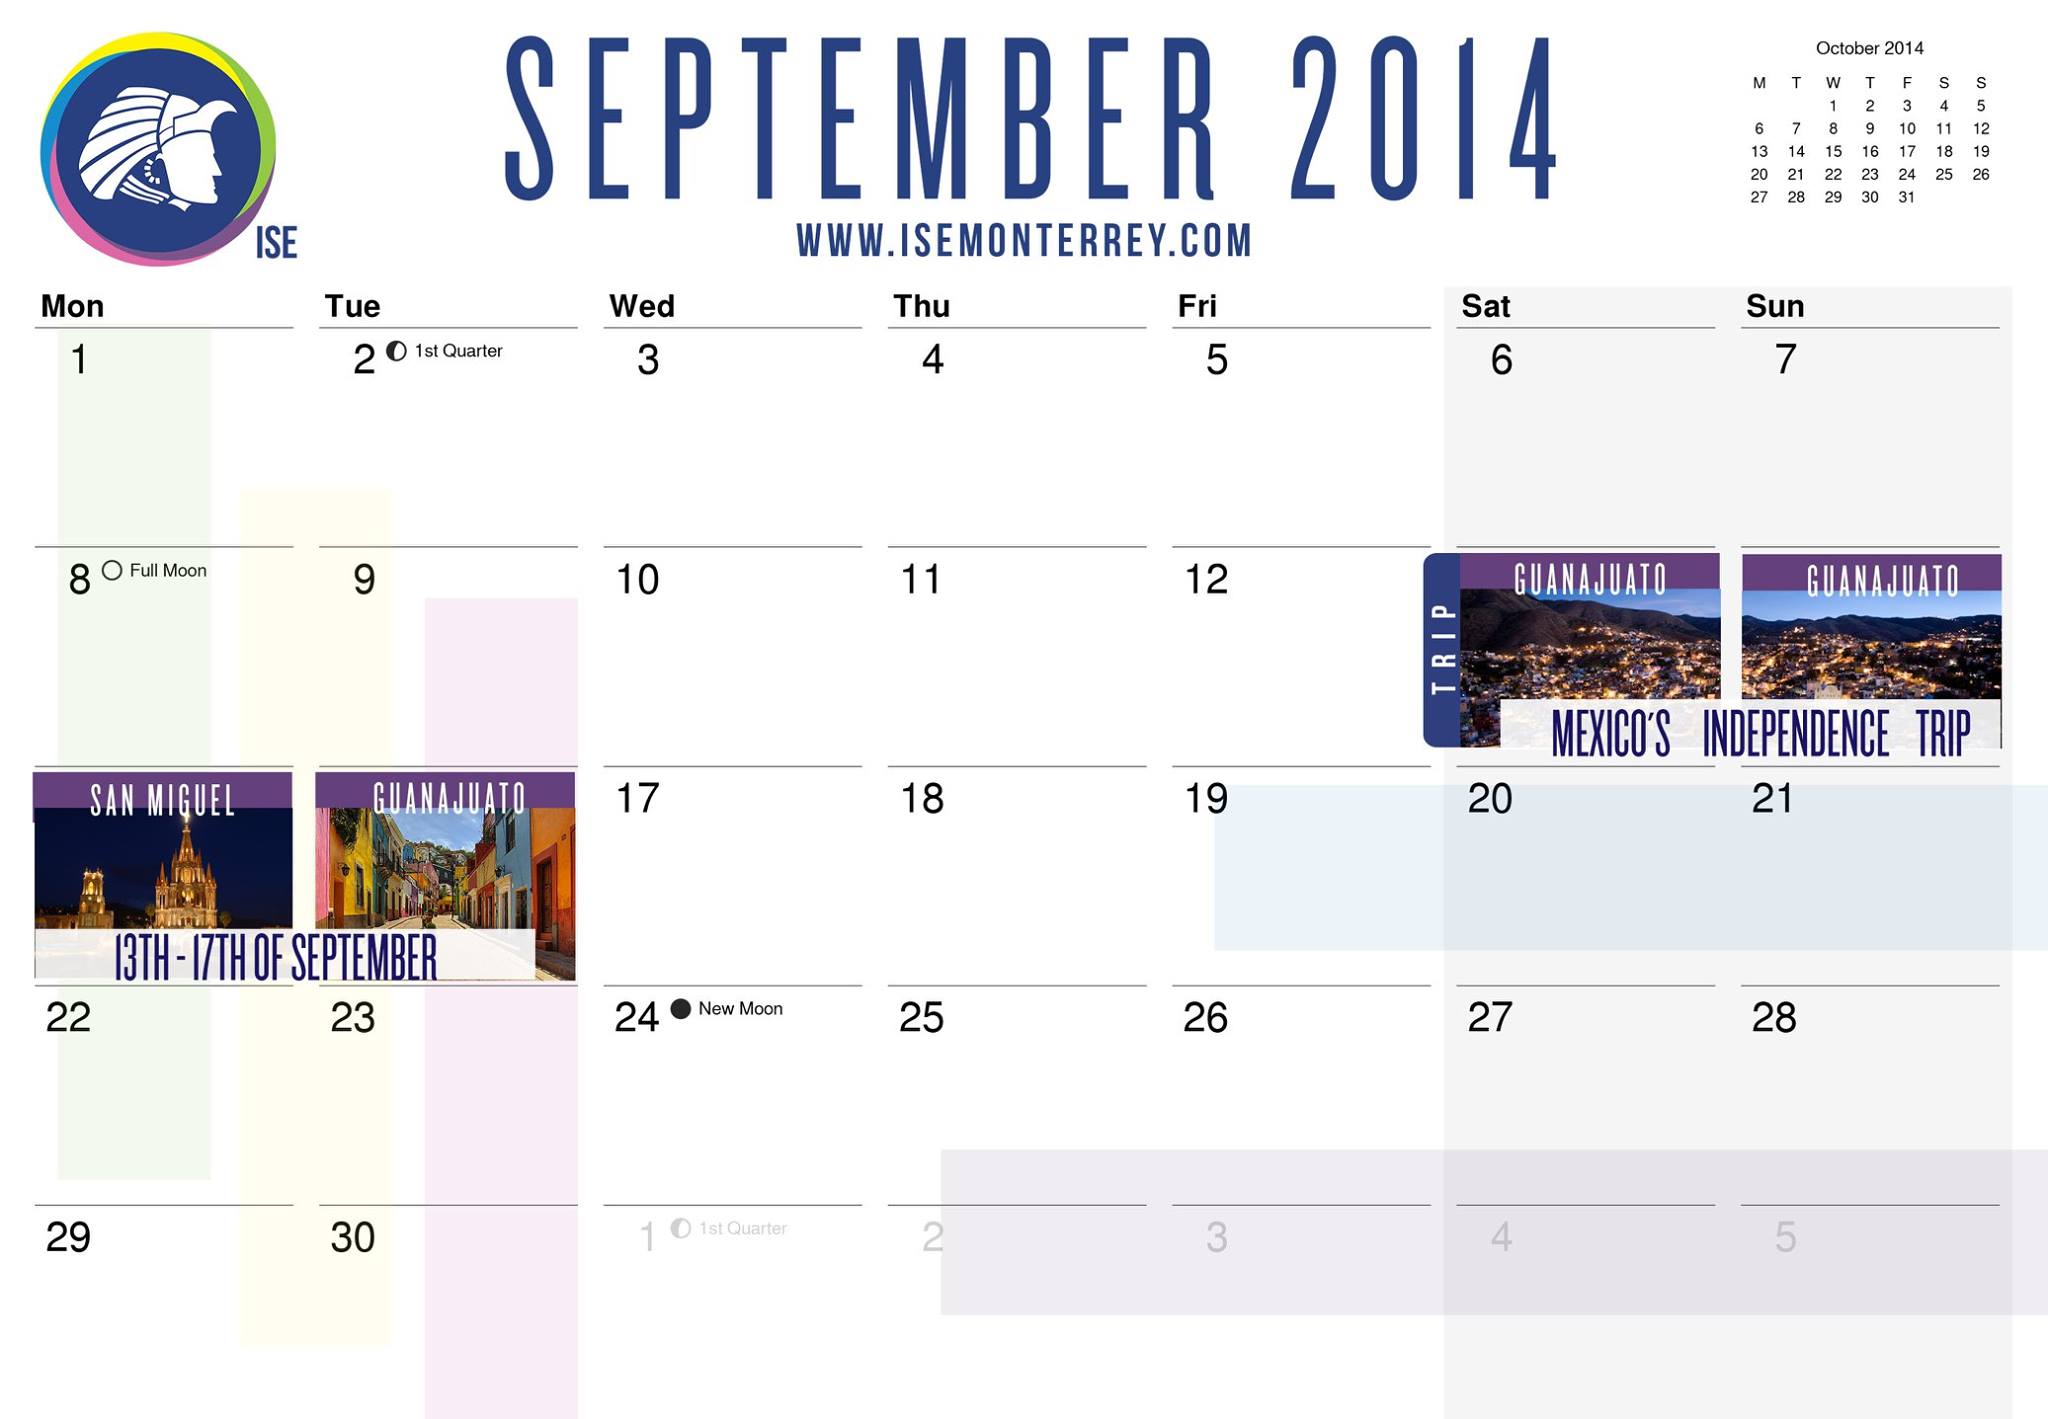 SEPTEMBER 2014
WWW.ISEMONTERREY.COM
ISE
October 2014
M T W T F S S
1 2 3 4 5
6 7 8 9 10 11 12
13 14 15 16 17 18 19
20 21 22 23 24 25 26
27 28 29 30 31
Mon Tue Wed Thu Fri Sat Sun
1 2 1st Quarter 3 4 5 6 7
8 Full Moon 9 10 11 12
TRIP
GUANAJUATO GUANAJUATO
MEXICO'S INDEPENDENCE TRIP
SAN MIGUEL GUANAJUATO 17 18 19 20 21
13TH - 17TH OF SEPTEMBER
22 23 24 New Moon 25 26 27 28
29 30 1 1st Quarter 2 3 4 5